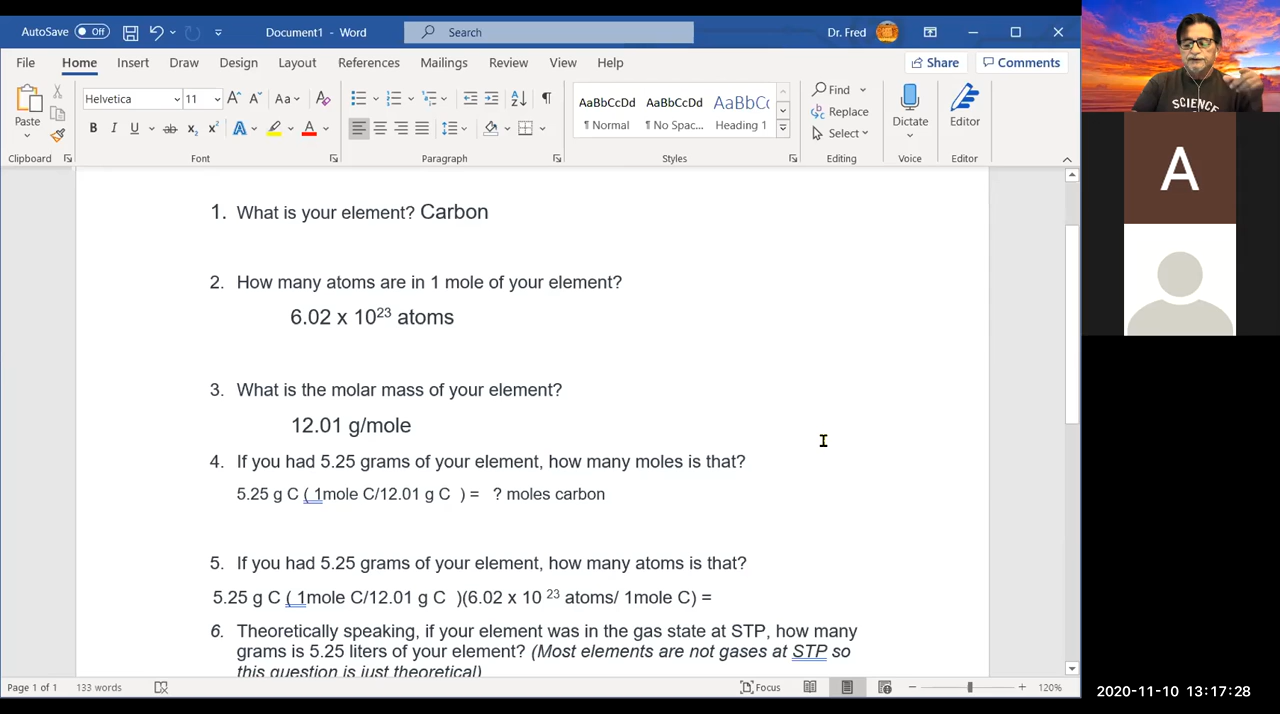 AutoSave Off Document1 - Word Search Dr. Fred
File Home Insert Draw Design Layout References Mailings Review View Help Share Comments
Paste Helvetica 11 Aa AaBbCcDd AaBbCcDd AaBbCc Find Replace Select Dictate Editor
B I U ab x₂ x² A A Normal No Spac... Heading 1
Clipboard Font Paragraph Styles Editing Voice Editor
SCIENCE
A
1. What is your element? Carbon
2. How many atoms are in 1 mole of your element?
6.02 x 10²³ atoms
3. What is the molar mass of your element?
12.01 g/mole
4. If you had 5.25 grams of your element, how many moles is that?
5.25 g C ( 1mole C/12.01 g C ) = ? moles carbon
5. If you had 5.25 grams of your element, how many atoms is that?
5.25 g C ( 1mole C/12.01 g C )(6.02 x 10 ²³ atoms/ 1mole C) =
6. Theoretically speaking, if your element was in the gas state at STP, how many
grams is 5.25 liters of your element? (Most elements are not gases at STP so
this question is just theoretical)
Page 1 of 1 133 words Focus 120%
2020-11-10 13:17:28